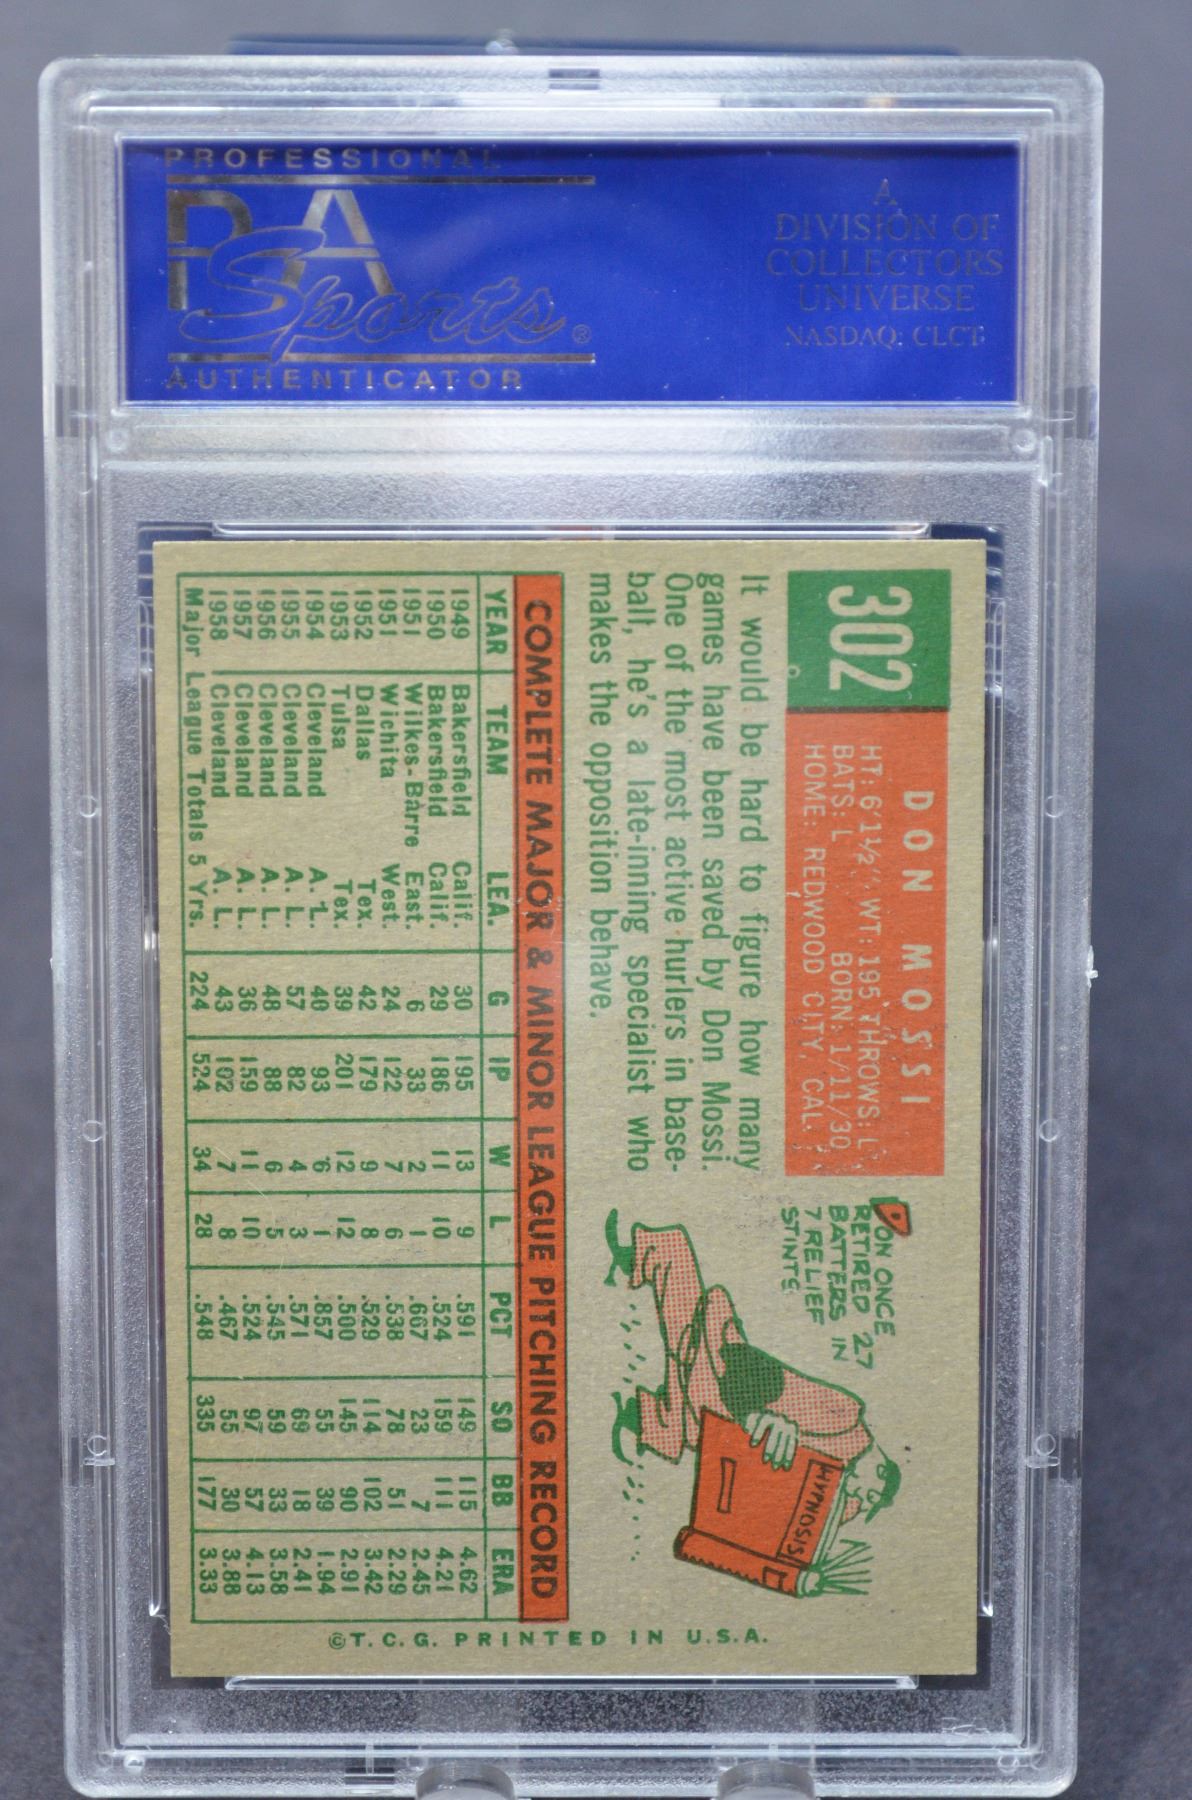 PROFESSIONAL
PSA
Sports®
AUTHENTICATOR
A
DIVISION OF
COLLECTORS
UNIVERSE
NASDAQ: CLCT
302
DON MOSSI
HT: 6'1½" WT: 195 THROWS: L
BATS: L BORN: 1/11/30
HOME: REDWOOD CITY, CAL.
It would be hard to figure how many
games have been saved by Don Mossi.
One of the most active hurlers in base-
ball, he's a late-inning specialist who
makes the opposition behave.
DON ONCE
RETIRED 27
BATTERS IN
7 RELIEF
STINTS
HYPNOSIS
COMPLETE MAJOR & MINOR LEAGUE PITCHING RECORD
YEAR TEAM LEA. G IP W L PCT SO BB ERA
1949 Bakersfield Calif. 30 195 13 9 .591 149 115 4.62
1950 Bakersfield Calif. 29 186 11 10 .524 159 111 4.21
1951 Wilkes-Barre East. 6 33 2 1 .667 23 7 2.45
1951 Wichita West. 24 122 7 6 .538 78 51 2.29
1952 Dallas Tex. 42 179 9 8 .529 114 102 3.42
1953 Tulsa Tex. 39 201 12 12 .500 145 90 2.91
1954 Cleveland A. L. 40 93 6 1 .857 55 39 1.94
1955 Cleveland A. L. 57 82 4 3 .571 69 18 2.41
1956 Cleveland A. L. 48 88 6 5 .545 59 33 3.58
1957 Cleveland A. L. 36 159 11 10 .524 97 57 4.13
1958 Cleveland A. L. 43 102 7 8 .467 55 30 3.88
Major League Totals 5 Yrs. 224 524 34 28 .548 335 177 3.33
©T.C.G. PRINTED IN U.S.A.